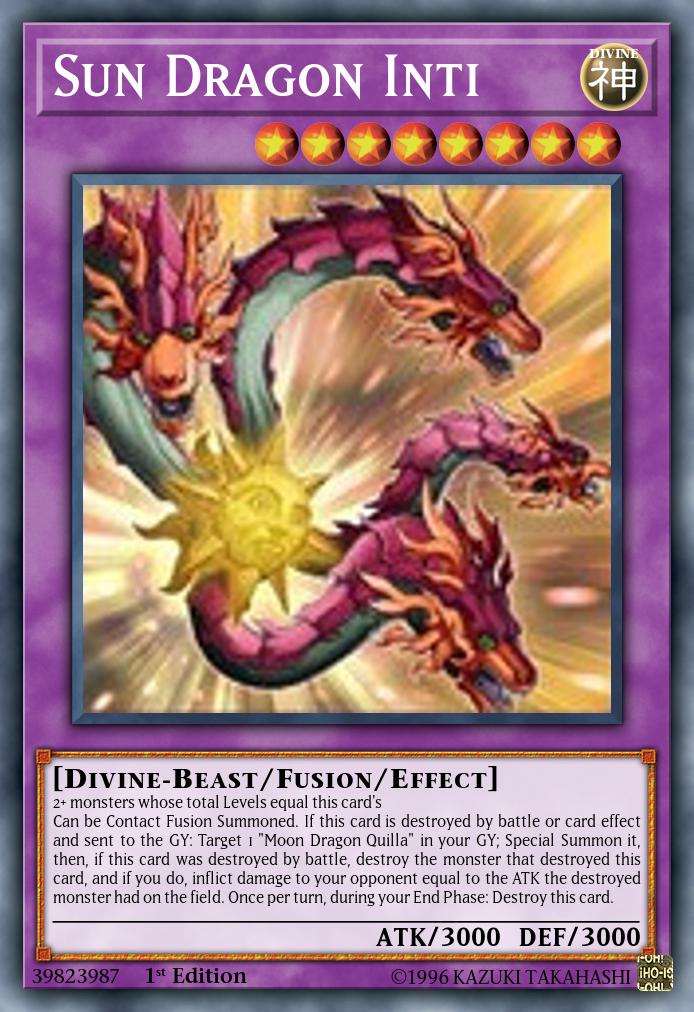 Sun Dragon Inti
DIVINE
神
[Divine-Beast/Fusion/Effect]
2+ monsters whose total Levels equal this card's
Can be Contact Fusion Summoned. If this card is destroyed by battle or card effect
and sent to the GY: Target 1 "Moon Dragon Quilla" in your GY; Special Summon it,
then, if this card was destroyed by battle, destroy the monster that destroyed this
card, and if you do, inflict damage to your opponent equal to the ATK the destroyed
monster had on the field. Once per turn, during your End Phase: Destroy this card.
ATK/3000 DEF/3000
39823987 1st Edition ©1996 KAZUKI TAKAHASHI